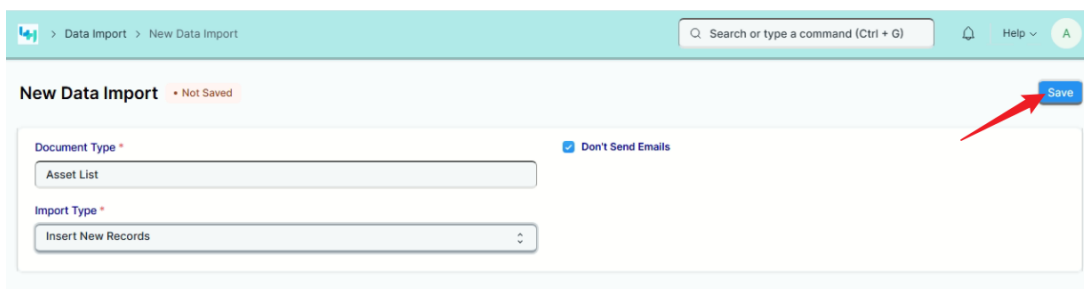 > Data Import > New Data Import
Search or type a command (Ctrl + G)
Help
A
New Data Import
• Not Saved
Save
Document Type *
Don't Send Emails
Asset List
Import Type *
Insert New Records